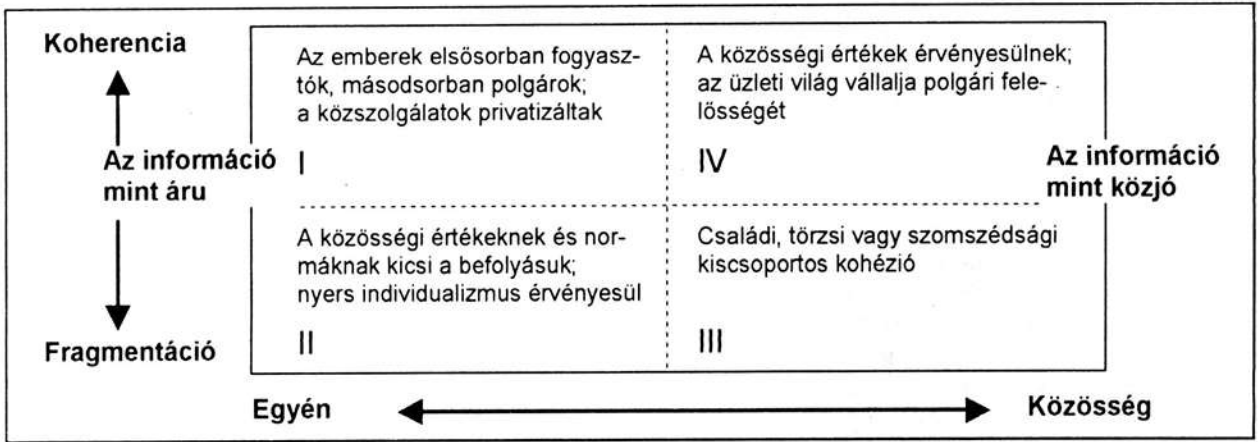 Koherencia
Az információ
mint áru
Fragmentáció
Az emberek elsősorban fogyasz-
tók, másodsorban polgárok;
a közszolgálatok privatizáltak
I
A közösségi értékek érvényesülnek;
az üzleti világ vállalja polgári fele-
lősségét
IV
Az információ
mint közjó
A közösségi értékeknek és nor-
máknak kicsi a befolyásuk;
nyers individualizmus érvényesül
II
Családi, törzsi vagy szomszédsági
kiscsoportos kohézió
III
Egyén
Közösség